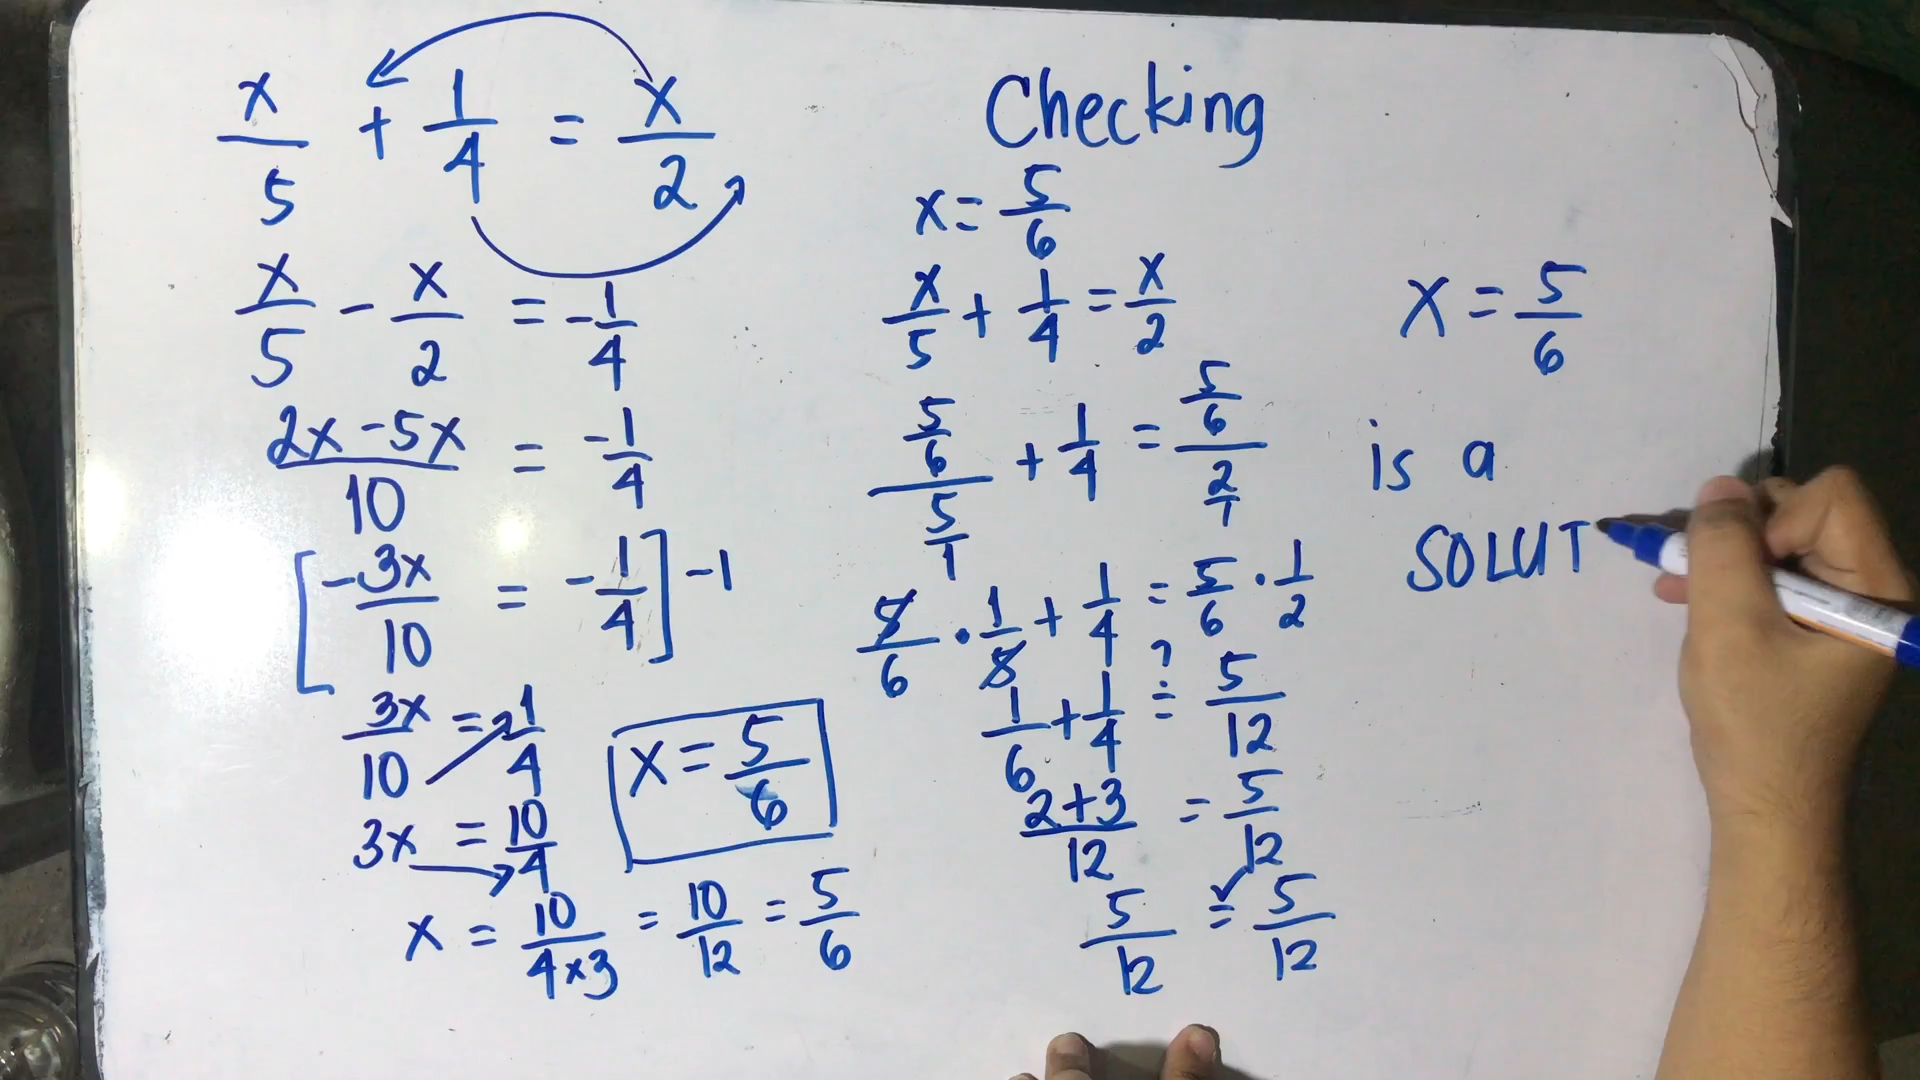 x/5 + 1/4 = x/2
x/5 - x/2 = -1/4
2x-5x/10 = -1/4
[-3x/10 = -1/4]-1
3x/10 = 1/4
3x = 10/4
x = 10/4x3 = 10/12 = 5/6
x = 5/6
Checking
x = 5/6
x/5 + 1/4 = x/2
5/6/5/1 + 1/4 = 5/6/2/1
5/6 · 1/5 + 1/4 = 5/6 · 1/2
1/6 + 1/4 ?= 5/12
2+3/12 = 5/12
5/12 =✓ 5/12
x = 5/6
is a
SOLUT